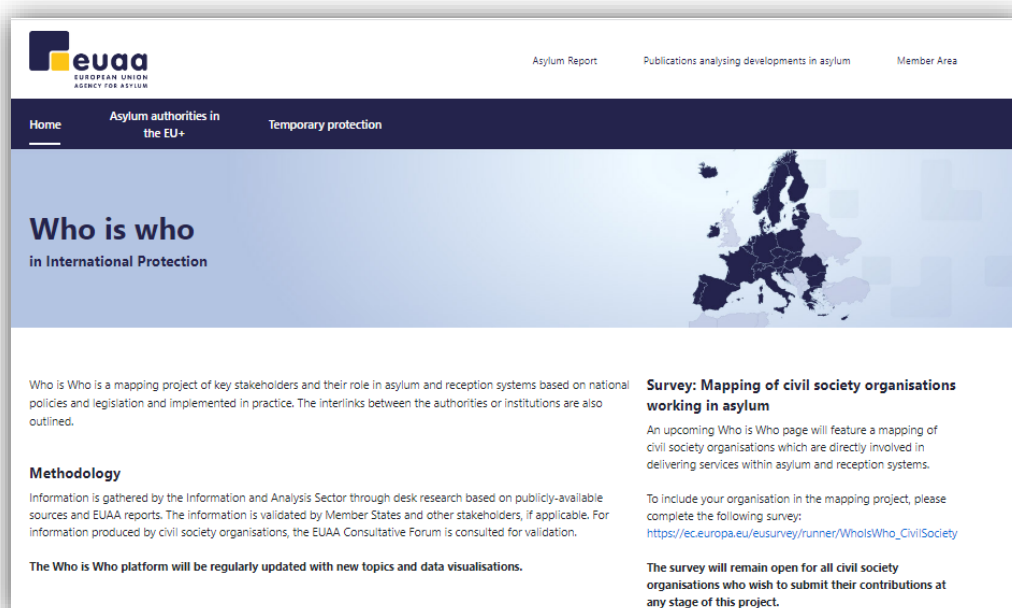 euaa
EUROPEAN UNION
AGENCY FOR ASYLUM
Asylum Report
Publications analysing developments in asylum
Member Area
Home
Asylum authorities in
the EU+
Temporary protection
Who is who
in International Protection
Who is Who is a mapping project of key stakeholders and their role in asylum and reception systems based on national
policies and legislation and implemented in practice. The interlinks between the authorities or institutions are also
outlined.
Methodology
Information is gathered by the Information and Analysis Sector through desk research based on publicly-available
sources and EUAA reports. The information is validated by Member States and other stakeholders, if applicable. For
information produced by civil society organisations, the EUAA Consultative Forum is consulted for validation.
The Who is Who platform will be regularly updated with new topics and data visualisations.
Survey: Mapping of civil society organisations
working in asylum
An upcoming Who is Who page will feature a mapping of
civil society organisations which are directly involved in
delivering services within asylum and reception systems.
To include your organisation in the mapping project, please
complete the following survey:
https://ec.europa.eu/eusurvey/runner/WhoIsWho_CivilSociety
The survey will remain open for all civil society
organisations who wish to submit their contributions at
any stage of this project.